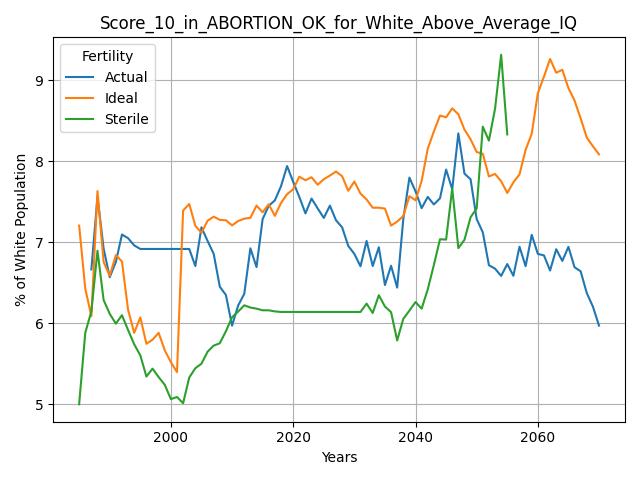 Score_10_in_ABORTION_OK_for_White_Above_Average_IQ
Fertility
Actual
Ideal
Sterile
% of White Population
9
8
7
6
5
2000 2020 2040 2060
Years